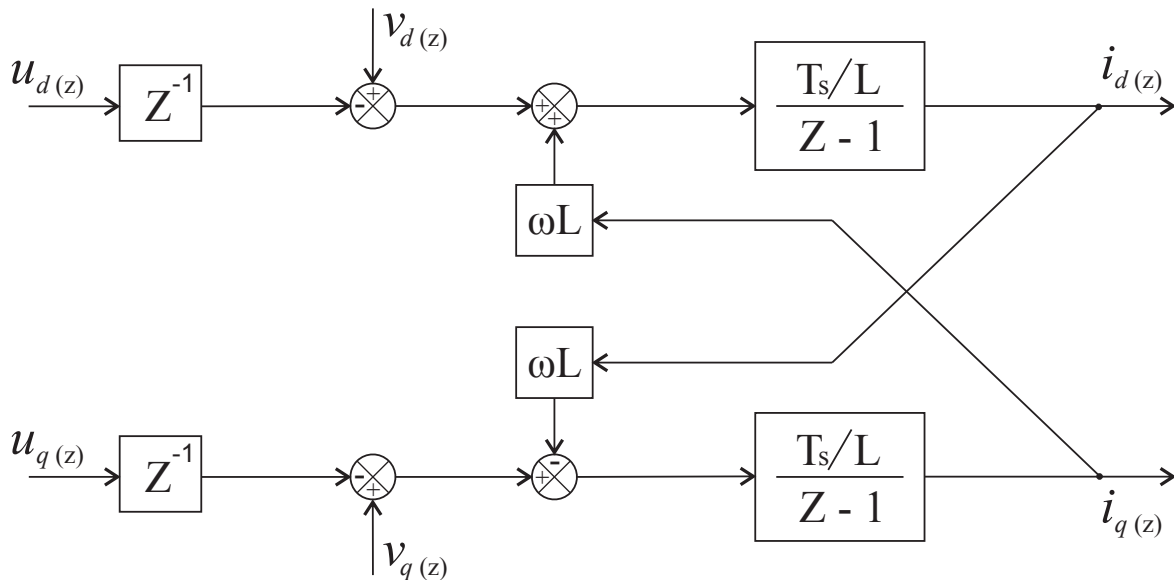 v_d (z)
u_d (z)
Z^-1
- +
+ +
Ts/L
Z - 1
i_d (z)
ωL
ωL
u_q (z)
Z^-1
- +
- +
Ts/L
Z - 1
i_q (z)
v_q (z)